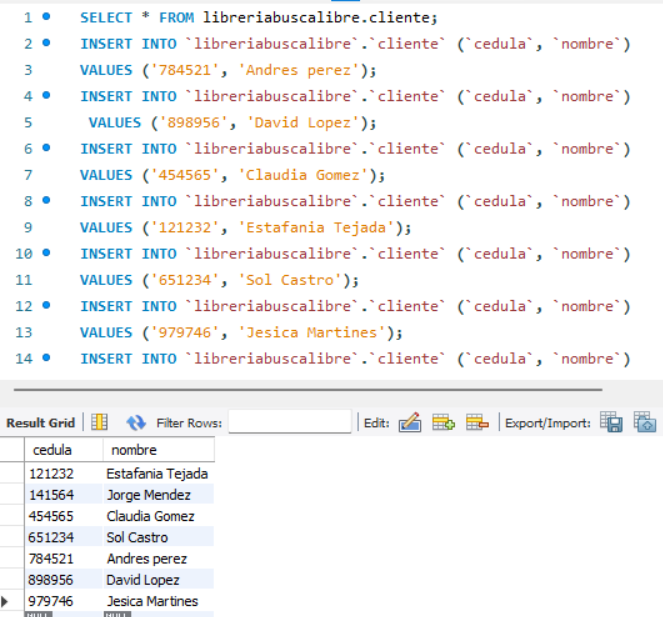 1 SELECT * FROM libreriabuscalibre.cliente;
2 INSERT INTO `libreriabuscalibre`.`cliente` (`cedula`, `nombre`)
3 VALUES ('784521', 'Andres perez');
4 INSERT INTO `libreriabuscalibre`.`cliente` (`cedula`, `nombre`)
5 VALUES ('898956', 'David Lopez');
6 INSERT INTO `libreriabuscalibre`.`cliente` (`cedula`, `nombre`)
7 VALUES ('454565', 'Claudia Gomez');
8 INSERT INTO `libreriabuscalibre`.`cliente` (`cedula`, `nombre`)
9 VALUES ('121232', 'Estafania Tejada');
10 INSERT INTO `libreriabuscalibre`.`cliente` (`cedula`, `nombre`)
11 VALUES ('651234', 'Sol Castro');
12 INSERT INTO `libreriabuscalibre`.`cliente` (`cedula`, `nombre`)
13 VALUES ('979746', 'Jesica Martines');
14 INSERT INTO `libreriabuscalibre`.`cliente` (`cedula`, `nombre`)
Result Grid Filter Rows: Edit: Export/Import:
cedula nombre
121232 Estafania Tejada
141564 Jorge Mendez
454565 Claudia Gomez
651234 Sol Castro
784521 Andres perez
898956 David Lopez
979746 Jesica Martines
NULL NULL